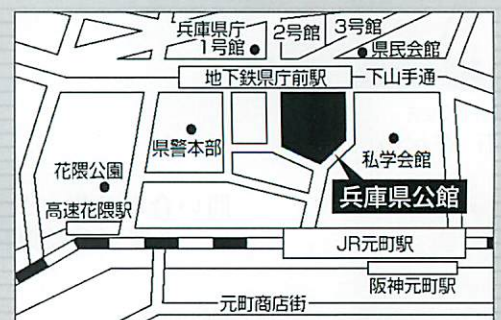 兵庫県庁
1号館
2号館
3号館
県民会館
地下鉄県庁前駅
下山手通
県警本部
私学会館
花隈公園
兵庫県公館
高速花隈駅
JR元町駅
阪神元町駅
元町商店街